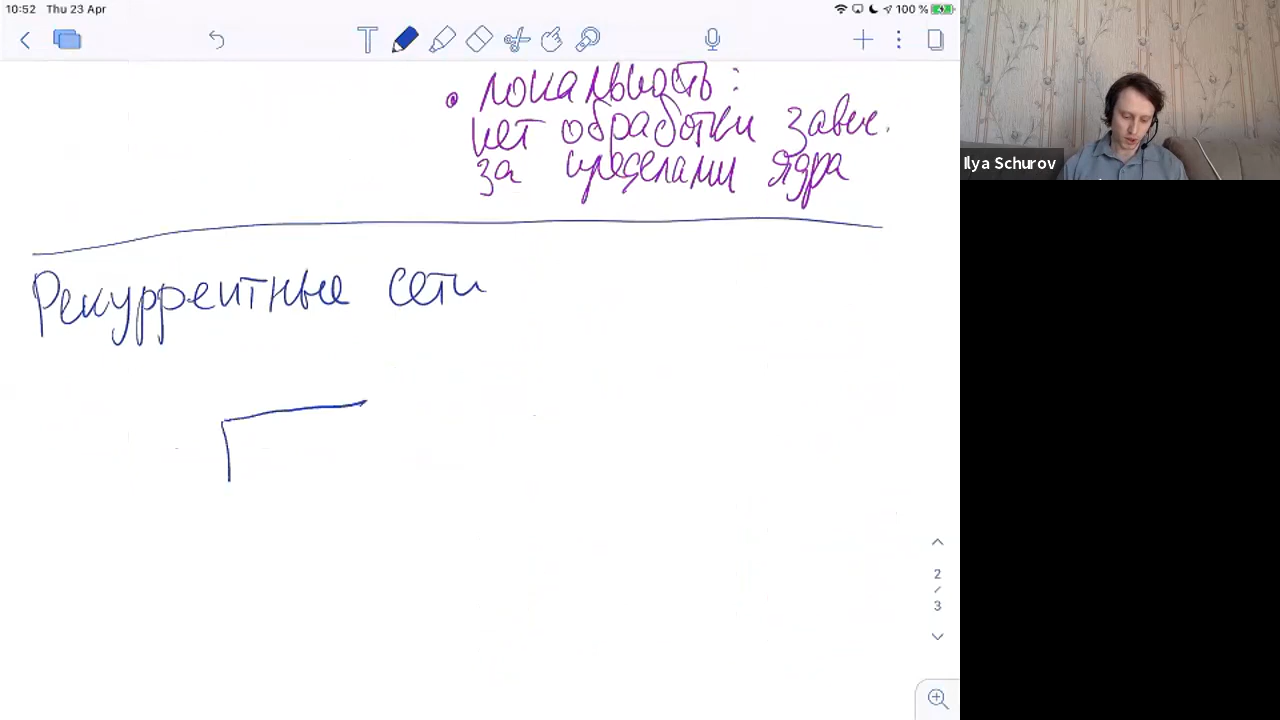 10:52 Thu 23 Apr
100 %
T
• локальность:
нет обработки завис.
за пределами ядра
Рекуррентные сети
2
/
3
Ilya Schurov